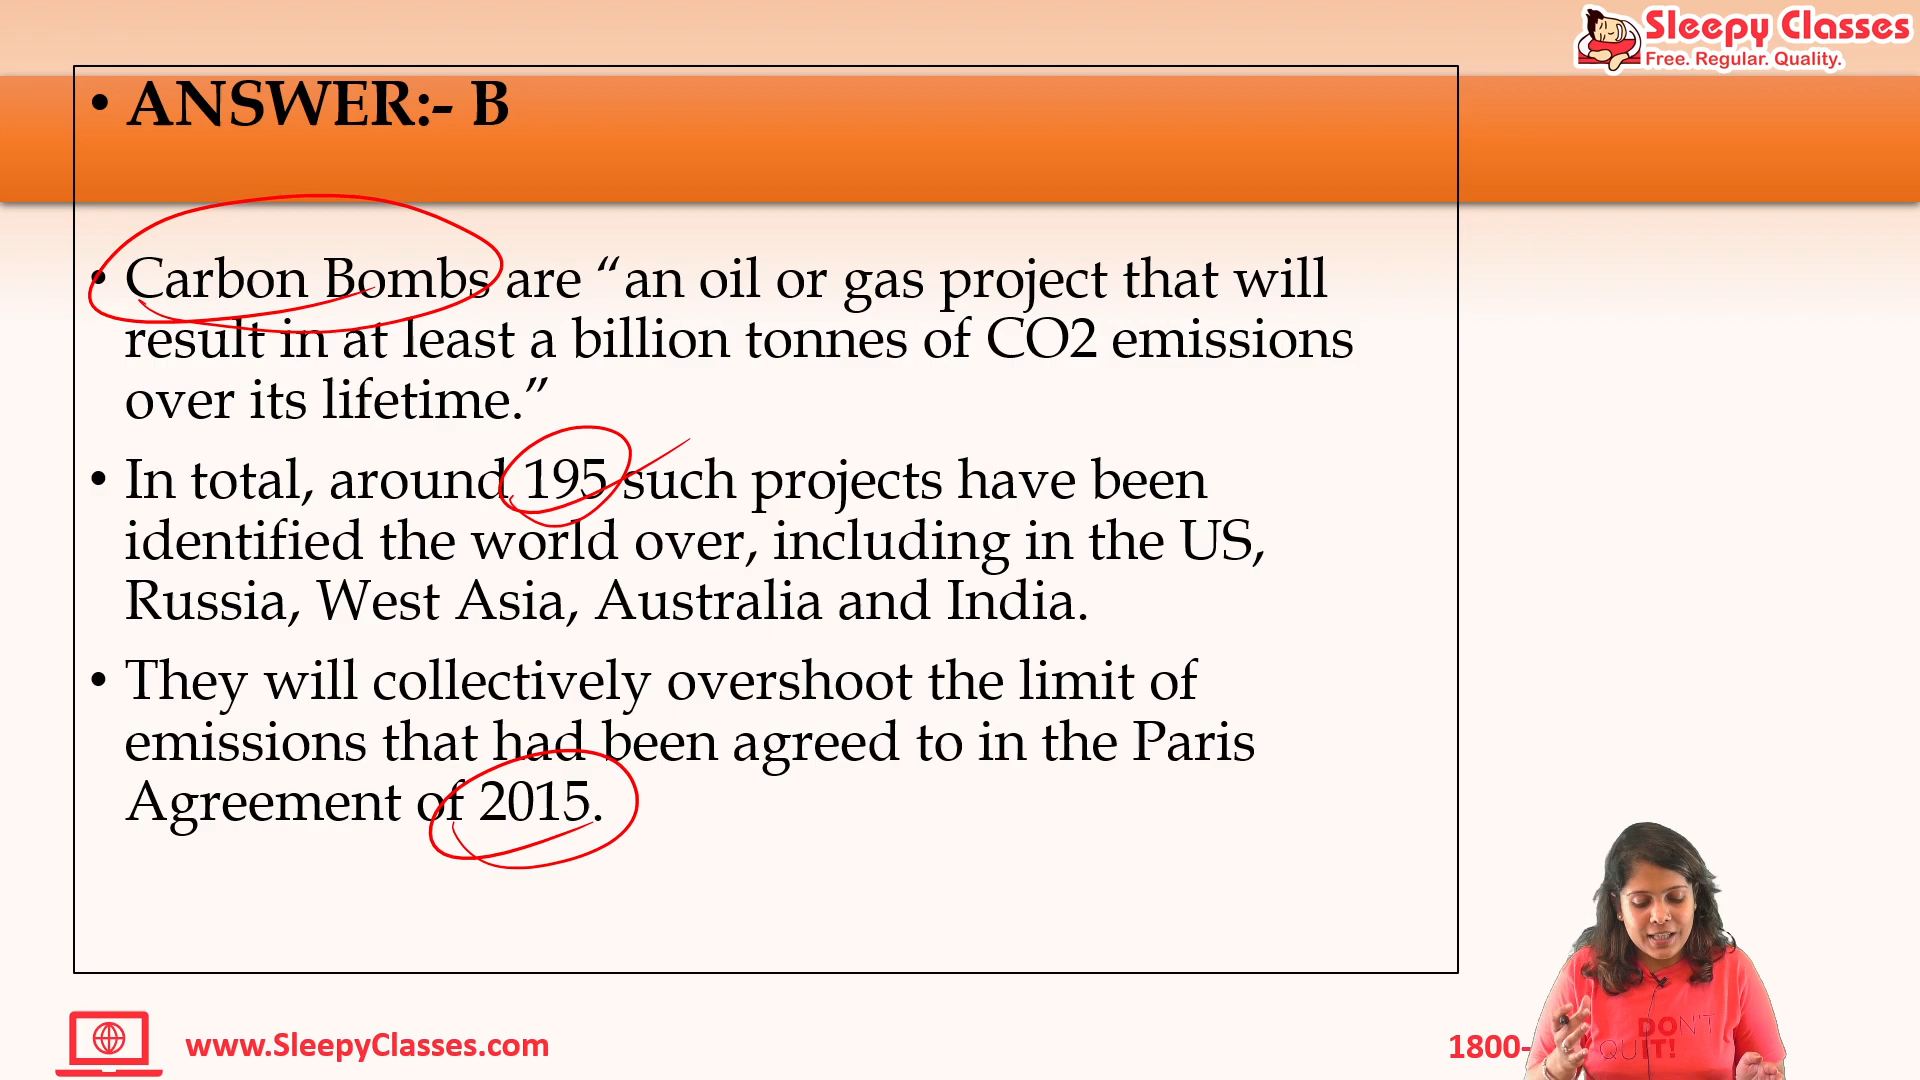 Sleepy Classes
Free. Regular. Quality.
• ANSWER:- B
• Carbon Bombs are “an oil or gas project that will
result in at least a billion tonnes of CO2 emissions
over its lifetime.”
• In total, around 195 such projects have been
identified the world over, including in the US,
Russia, West Asia, Australia and India.
• They will collectively overshoot the limit of
emissions that had been agreed to in the Paris
Agreement of 2015.
DON'T
QUIT!
www.SleepyClasses.com
1800-